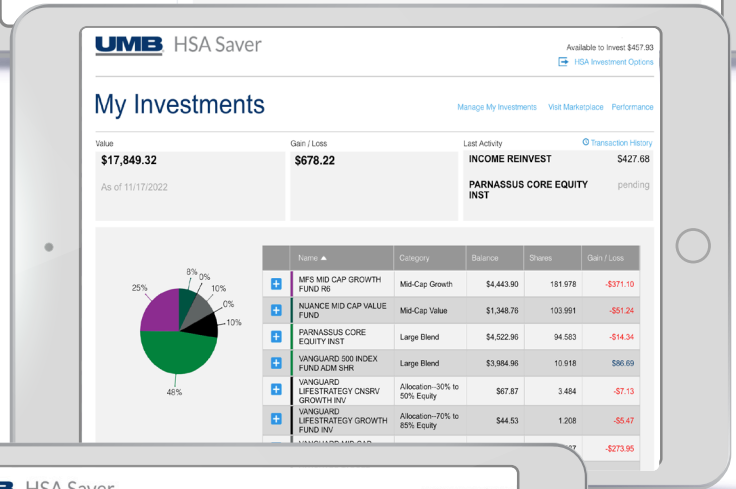 UMB HSA Saver
Available to Invest $457.93
HSA Investment Options
My Investments
Manage My Investments Visit Marketplace Performance
Value
$17,849.32
As of 11/17/2022
Gain / Loss
$678.22
Last Activity Transaction History
INCOME REINVEST $427.68
PARNASSUS CORE EQUITY INST pending
8%
0%
10%
0%
10%
48%
25%
Name Category Balance Shares Gain / Loss
MFS MID CAP GROWTH FUND R6 Mid-Cap Growth $4,443.90 181.978 -$371.10
NUANCE MID CAP VALUE FUND Mid-Cap Value $1,348.76 103.991 -$51.24
PARNASSUS CORE EQUITY INST Large Blend $4,522.96 94.583 -$14.34
VANGUARD 500 INDEX FUND ADM SHR Large Blend $3,984.96 10.918 $86.69
VANGUARD LIFESTRATEGY CNSRV GROWTH INV Allocation--30% to 50% Equity $67.87 3.484 -$7.13
VANGUARD LIFESTRATEGY GROWTH FUND INV Allocation--70% to 85% Equity $44.53 1.208 -$5.47
VANGUARD MID CAP -$273.95
HSA Saver